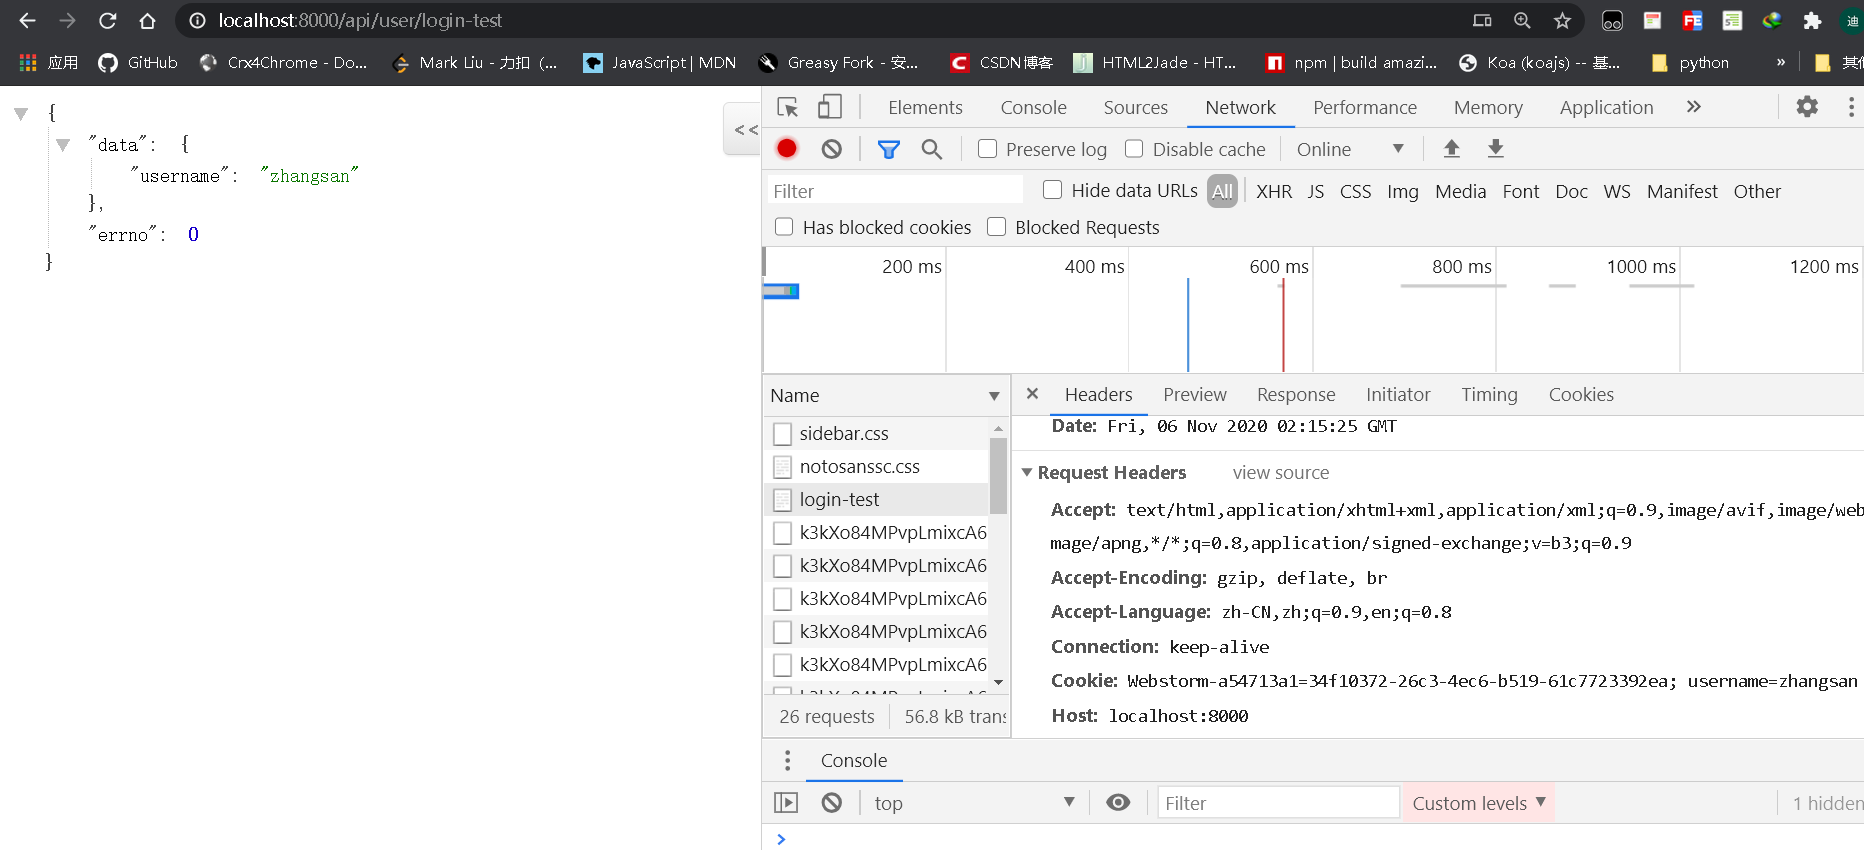 localhost:8000/api/user/login-test
应用 GitHub Crx4Chrome - Do... Mark Liu - 力扣（... JavaScript | MDN Greasy Fork - 安... CSDN博客 HTML2Jade - HT... npm | build amazi... Koa (koajs) -- 基... python »
{
"data": {
"username": "zhangsan"
},
"errno": 0
}
<<
Elements Console Sources Network Performance Memory Application »
Preserve log Disable cache Online
Filter Hide data URLs All XHR JS CSS Img Media Font Doc WS Manifest Other
Has blocked cookies Blocked Requests
200 ms 400 ms 600 ms 800 ms 1000 ms 1200 ms
Name
sidebar.css
notosanssc.css
login-test
k3kXo84MPvpLmixcA6
k3kXo84MPvpLmixcA6
k3kXo84MPvpLmixcA6
k3kXo84MPvpLmixcA6
k3kXo84MPvpLmixcA6
26 requests 56.8 kB trans
× Headers Preview Response Initiator Timing Cookies
Date: Fri, 06 Nov 2020 02:15:25 GMT
Request Headers view source
Accept: text/html,application/xhtml+xml,application/xml;q=0.9,image/avif,image/web
mage/apng,*/*;q=0.8,application/signed-exchange;v=b3;q=0.9
Accept-Encoding: gzip, deflate, br
Accept-Language: zh-CN,zh;q=0.9,en;q=0.8
Connection: keep-alive
Cookie: Webstorm-a54713a1=34f10372-26c3-4ec6-b519-61c7723392ea; username=zhangsan
Host: localhost:8000
Console
top Filter Custom levels 1 hidden